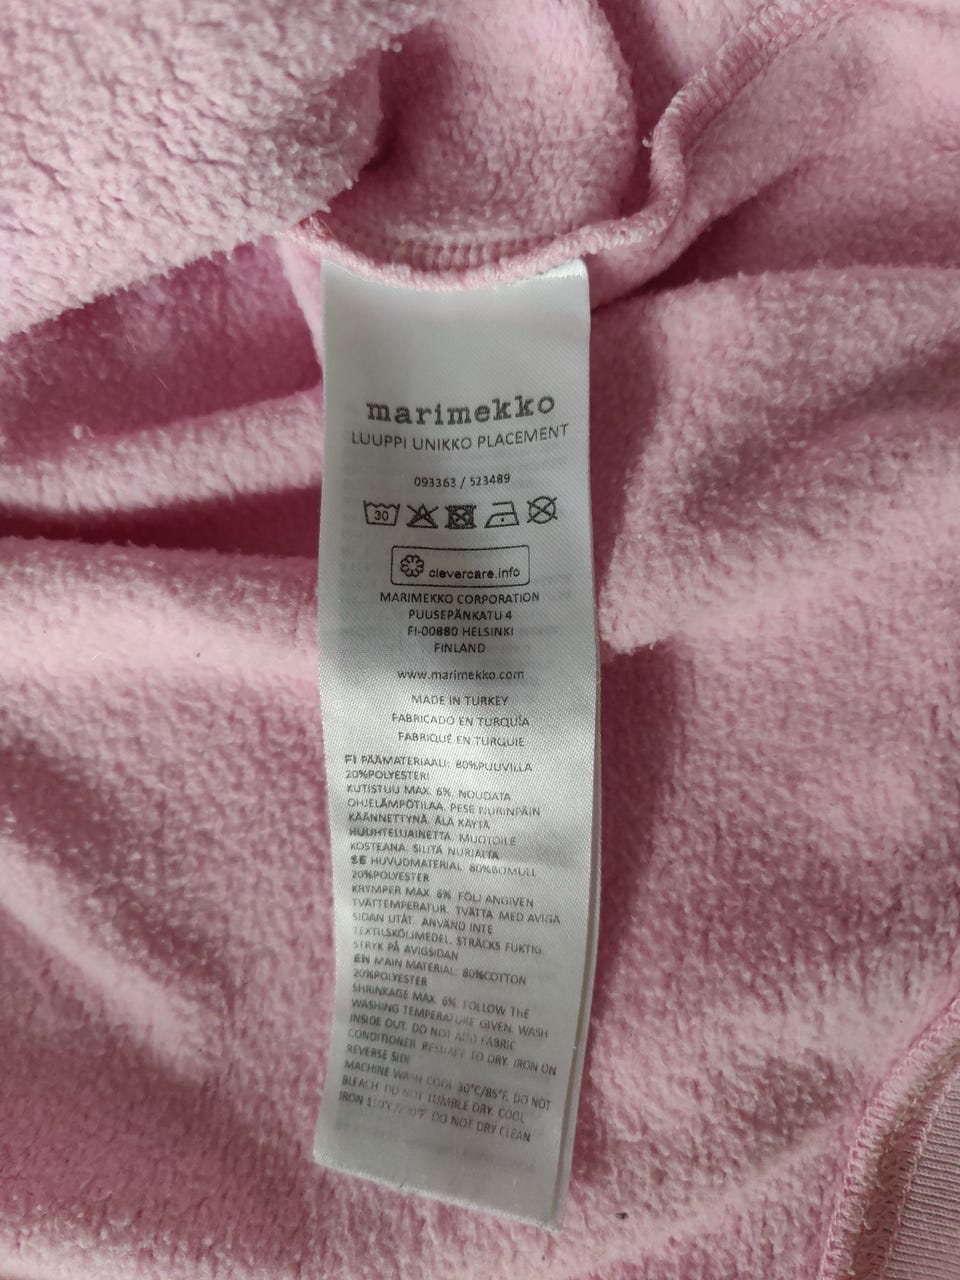 marimekko
LUUPPI UNIKKO PLACEMENT
093363 / 523489
30
clevercare.info
MARIMEKKO CORPORATION
PUUSEPÄNKATU 4
FI-00880 HELSINKI
FINLAND
www.marimekko.com
MADE IN TURKEY
FABRICADO EN TURQUÍA
FABRIQUÉ EN TURQUIE
FI PÄÄMATERIAALI: 80%PUUVILLA
20%POLYESTERI
KUTISTUU MAX. 6%. NOUDATA
OHJELÄMPÖTILAA. PESE NURINPÄIN
KÄÄNNETTYNÄ. ÄLÄ KÄYTÄ
HUUHTELUAINETTA. MUOTOILE
KOSTEANA. SILITÄ NURJALTA
SE HUVUDMATERIAL: 80%BOMULL
20%POLYESTER
KRYMPER MAX. 6%. FÖLJ ANGIVEN
TVÄTTEMPERATUR. TVÄTTA MED AVIGA
SIDAN UTÅT. ANVÄND INTE
TEXTILSKÖLJMEDEL. STRÄCKS FUKTIG.
STRYK PÅ AVIGSIDAN
EN MAIN MATERIAL: 80%COTTON
20%POLYESTER
SHRINKAGE MAX. 6%. FOLLOW THE
WASHING TEMPERATURE GIVEN. WASH
INSIDE OUT. DO NOT ADD FABRIC
CONDITIONER. RESHAPE TO DRY. IRON ON
REVERSE SIDE
MACHINE WASH COOL 30°C/85°F. DO NOT
BLEACH. DO NOT TUMBLE DRY. COOL
IRON DO NOT DRY CLEAN